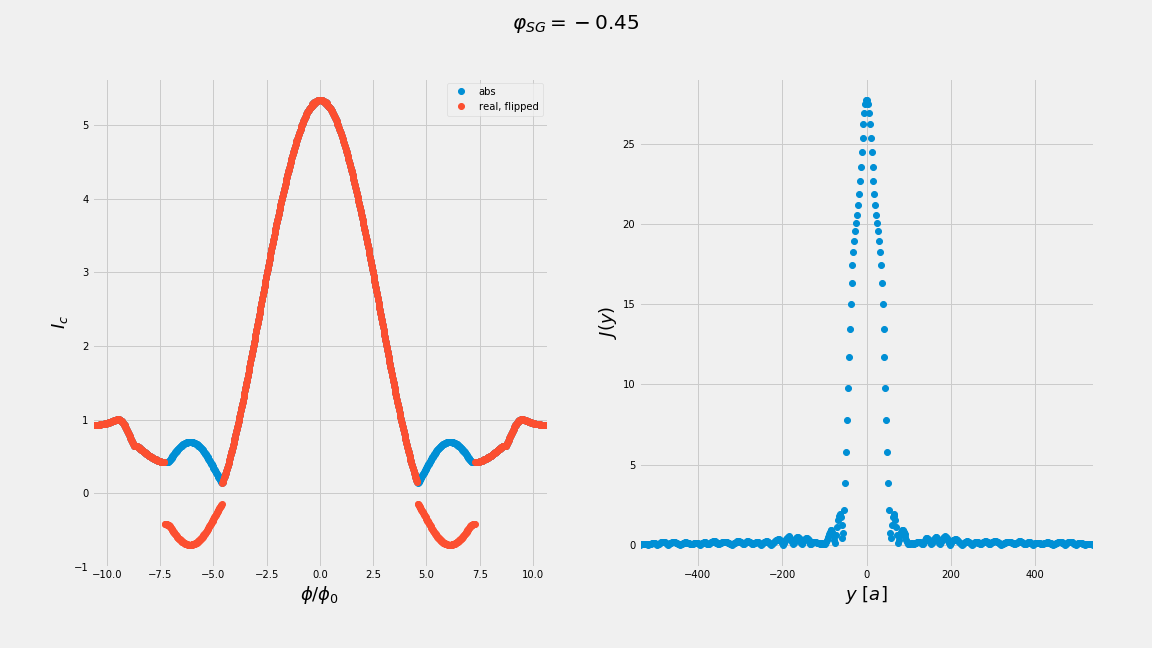 φ_SG = −0.45
abs
real, flipped
I_c
5
4
3
2
1
0
−1
−10.0 −7.5 −5.0 −2.5 0.0 2.5 5.0 7.5 10.0
ϕ/ϕ_0
J(y)
25
20
15
10
5
0
−400 −200 0 200 400
y [a]